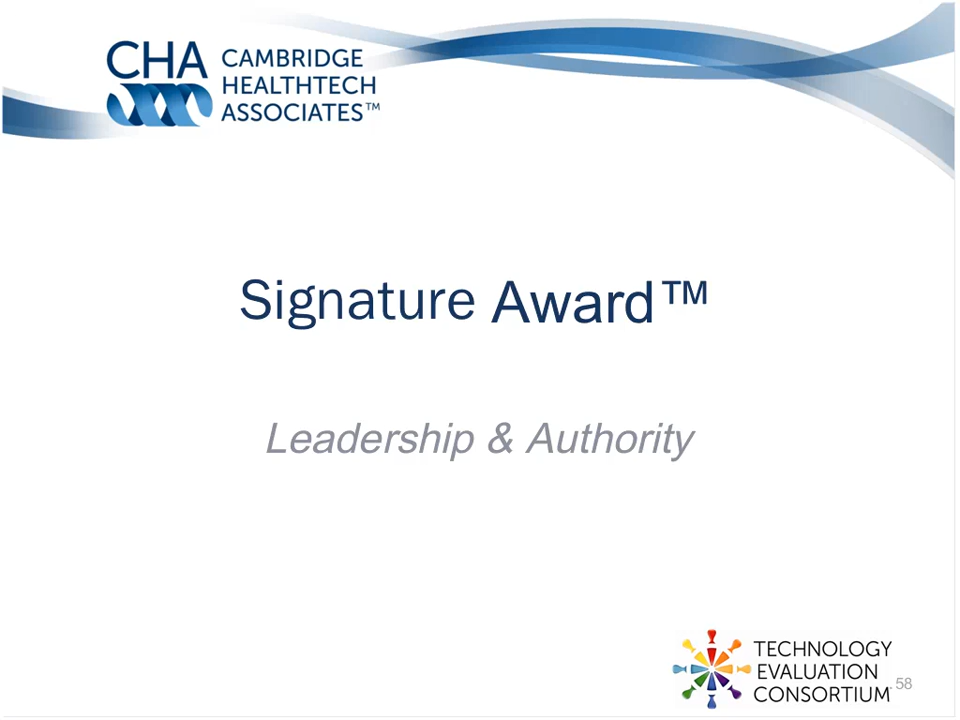 CHA
CAMBRIDGE
HEALTHTECH
ASSOCIATES™
Signature Award™
Leadership & Authority
TECHNOLOGY
EVALUATION
CONSORTIUM
. 58